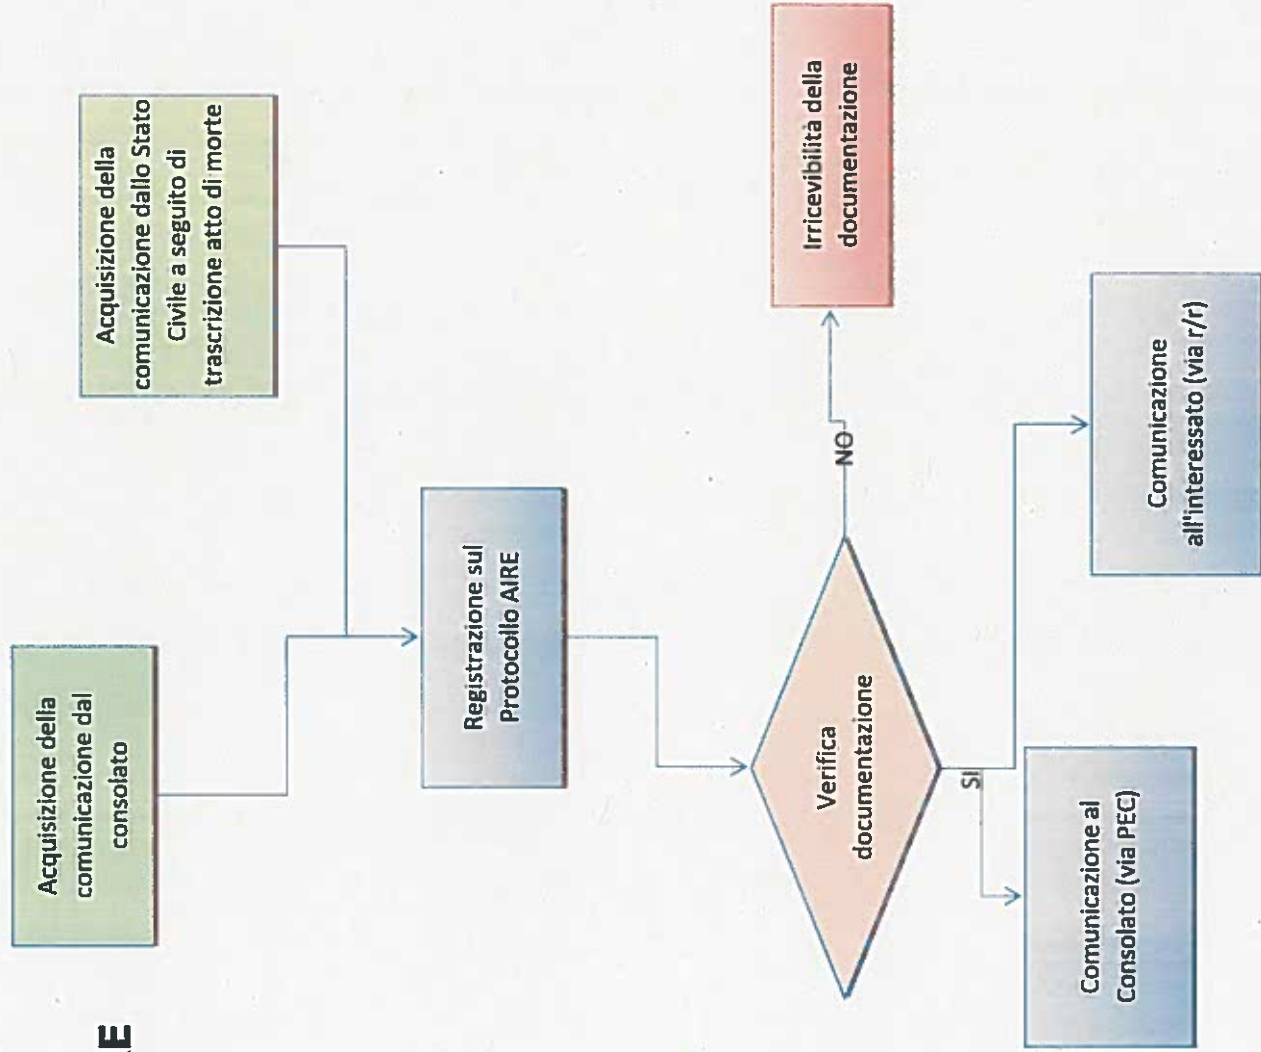 E
Acquisizione della
comunicazione dal
consolato
Acquisizione della
comunicazione dallo Stato
Civile a seguito di
trascrizione atto di morte
Registrazione sul
Protocollo AIRE
Verifica
documentazione
NO
Irricevibilità della
documentazione
SI
Comunicazione al
Consolato (via PEC)
Comunicazione
all'interessato (via r/r)